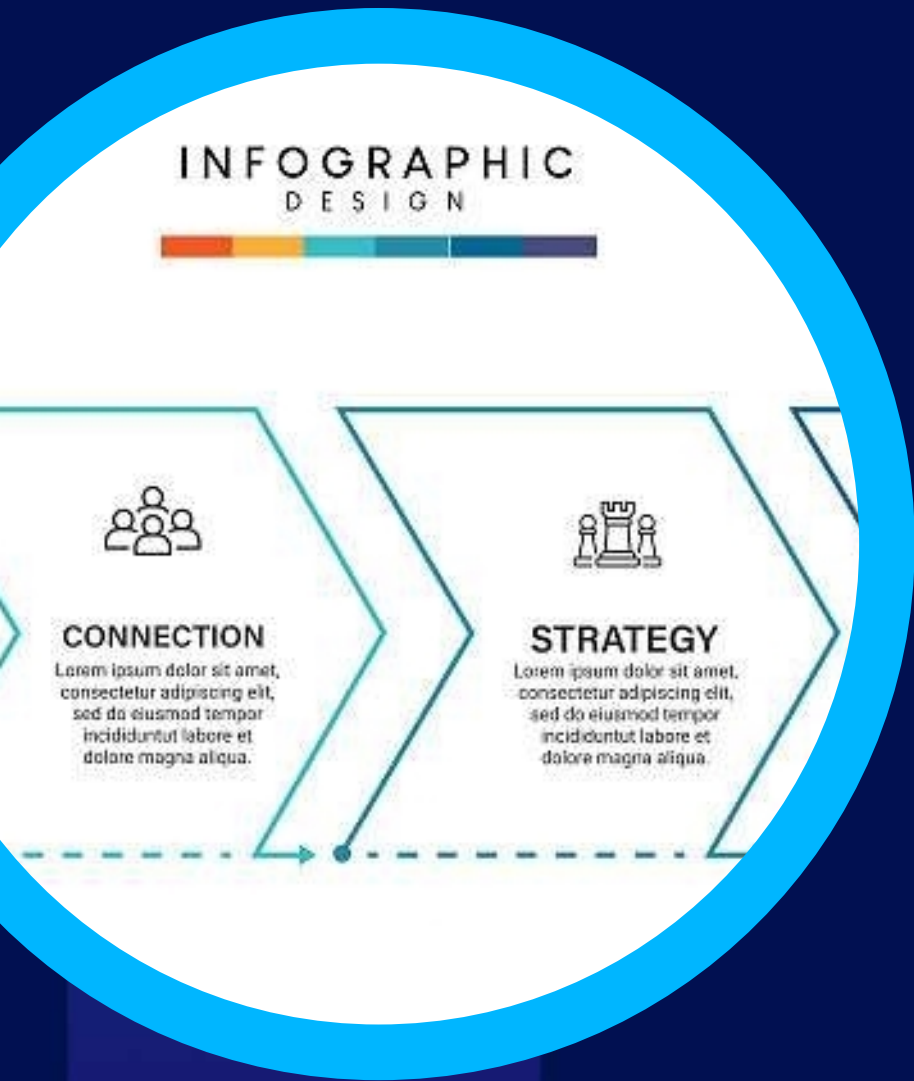 INFOGRAPHIC
DESIGN
CONNECTION
Lorem ipsum dolor sit amet,
consectetur adipiscing elit,
sed do eiusmod tempor
incididuntut labore et
dolore magna aliqua.
STRATEGY
Lorem ipsum dolor sit amet,
consectetur adipiscing elit,
sed do eiusmod tempor
incididuntut labore et
dolore magna aliqua.